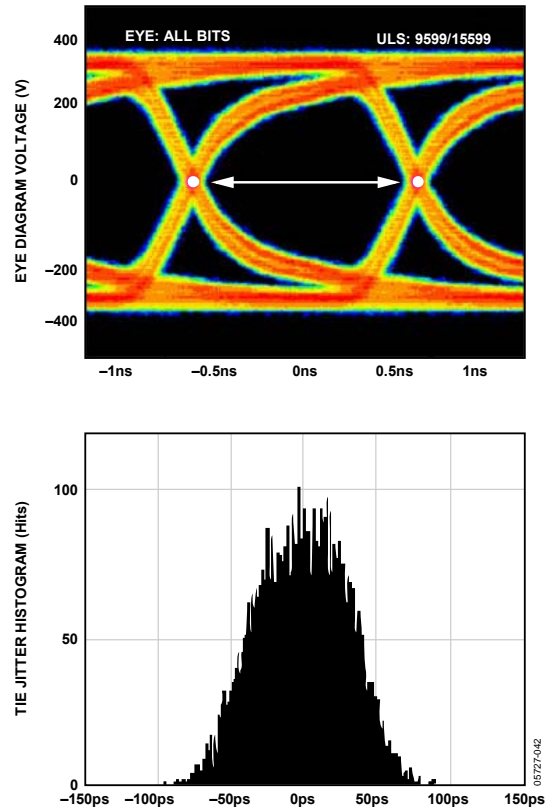 EYE: ALL BITS
ULS: 9599/15599
EYE DIAGRAM VOLTAGE (V)
400
200
0
–200
–400
–1ns
–0.5ns
0ns
0.5ns
1ns
TIE JITTER HISTOGRAM (Hits)
100
50
0
–150ps
–100ps
–50ps
0ps
50ps
100ps
150ps
05727-042